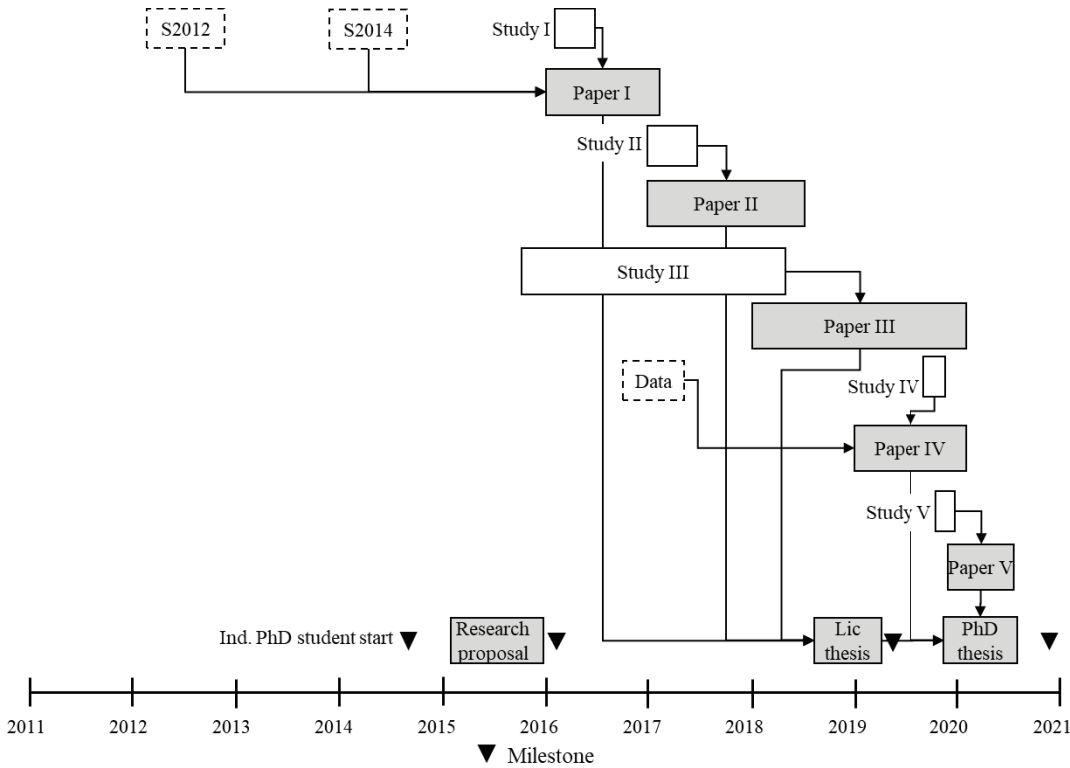 S2012
S2014
Study I
Paper I
Study II
Paper II
Study III
Paper III
Data
Study IV
Paper IV
Study V
Paper V
Ind. PhD student start
Research
proposal
Lic
thesis
PhD
thesis
2011
2012
2013
2014
2015
2016
2017
2018
2019
2020
2021
Milestone